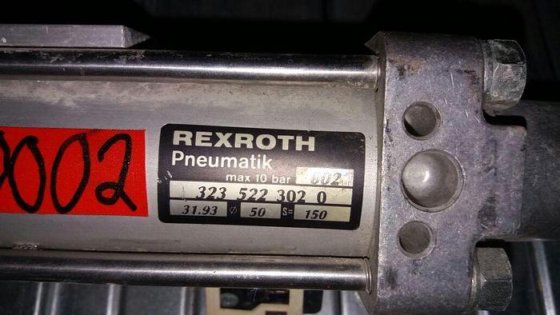 REXROTH
Pneumatik
max 10 bar
323 522 302 0
31.93 Ø 50 S= 150
002